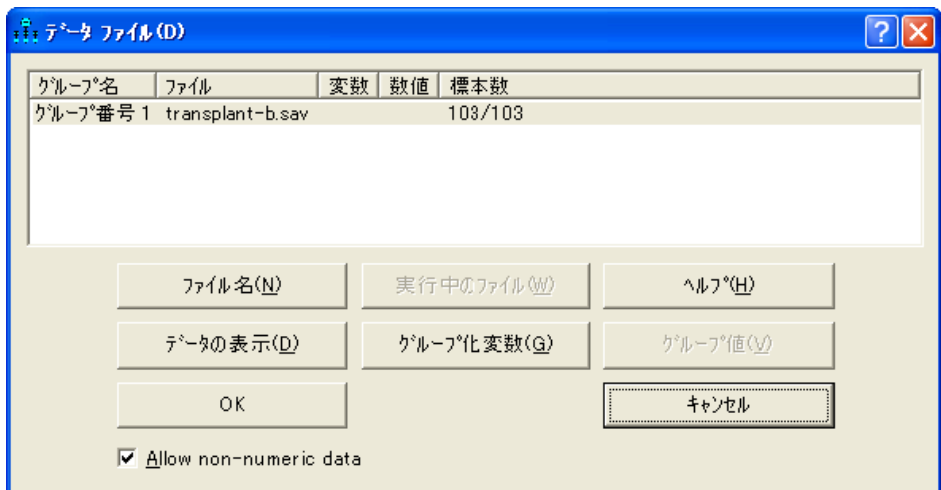 ﾃﾞｰﾀ ﾌｧｲﾙ(D)
ｸﾞﾙｰﾌﾟ名 ﾌｧｲﾙ 変数 数値 標本数
ｸﾞﾙｰﾌﾟ番号 1 transplant-b.sav 103/103
ﾌｧｲﾙ名(N) 実行中のﾌｧｲﾙ(W) ﾍﾙﾌﾟ(H)
ﾃﾞｰﾀの表示(D) ｸﾞﾙｰﾌﾟ化変数(G) ｸﾞﾙｰﾌﾟ値(V)
OK ｷｬﾝｾﾙ
Allow non-numeric data